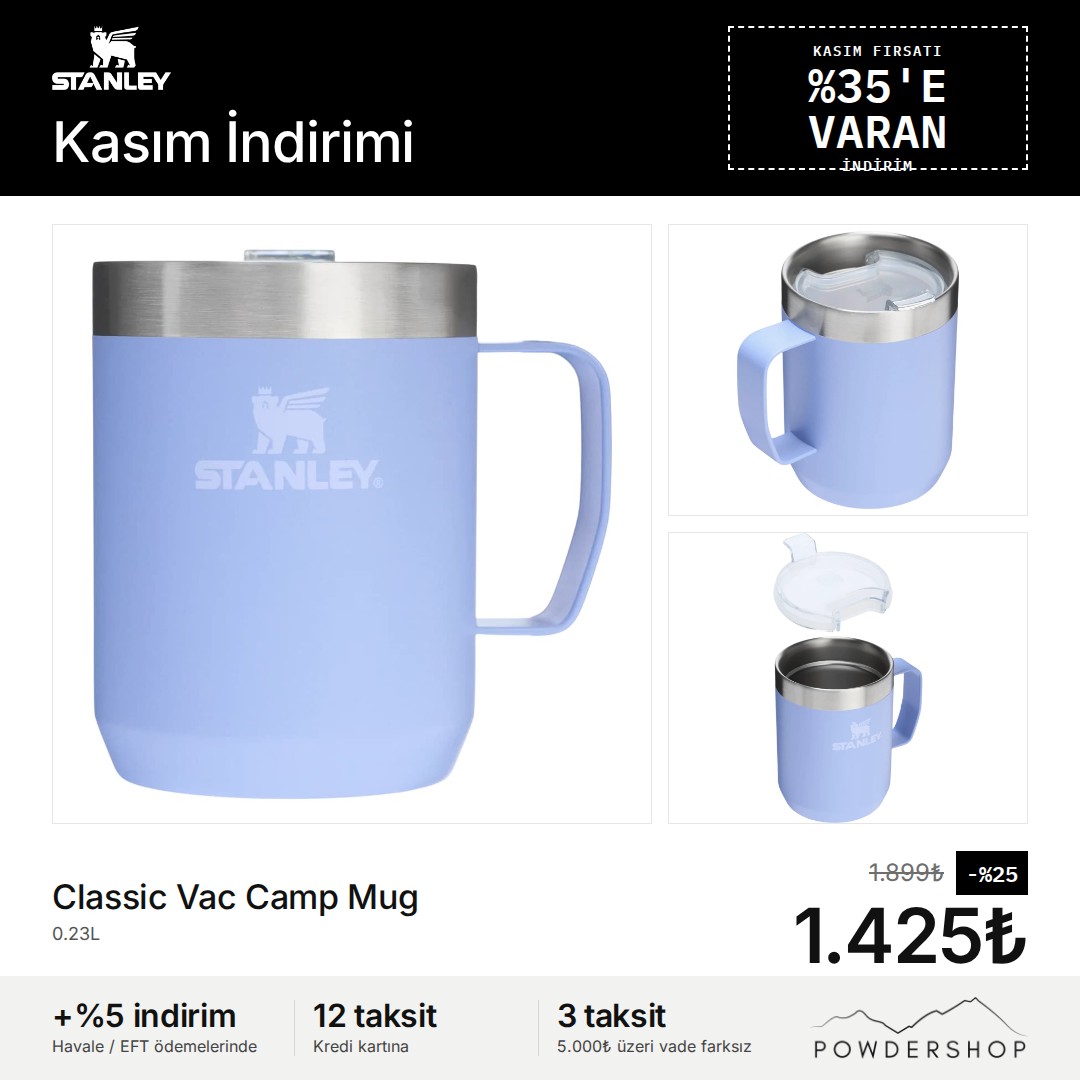 STANLEY
Kasım İndirimi
KASIM FIRSATI
%35'E
VARAN
İNDİRİM
STANLEY®
STANLEY
Classic Vac Camp Mug
0.23L
1.899₺
-%25
1.425₺
+%5 indirim
Havale / EFT ödemelerinde
12 taksit
Kredi kartına
3 taksit
5.000₺ üzeri vade farksız
POWDERSHOP